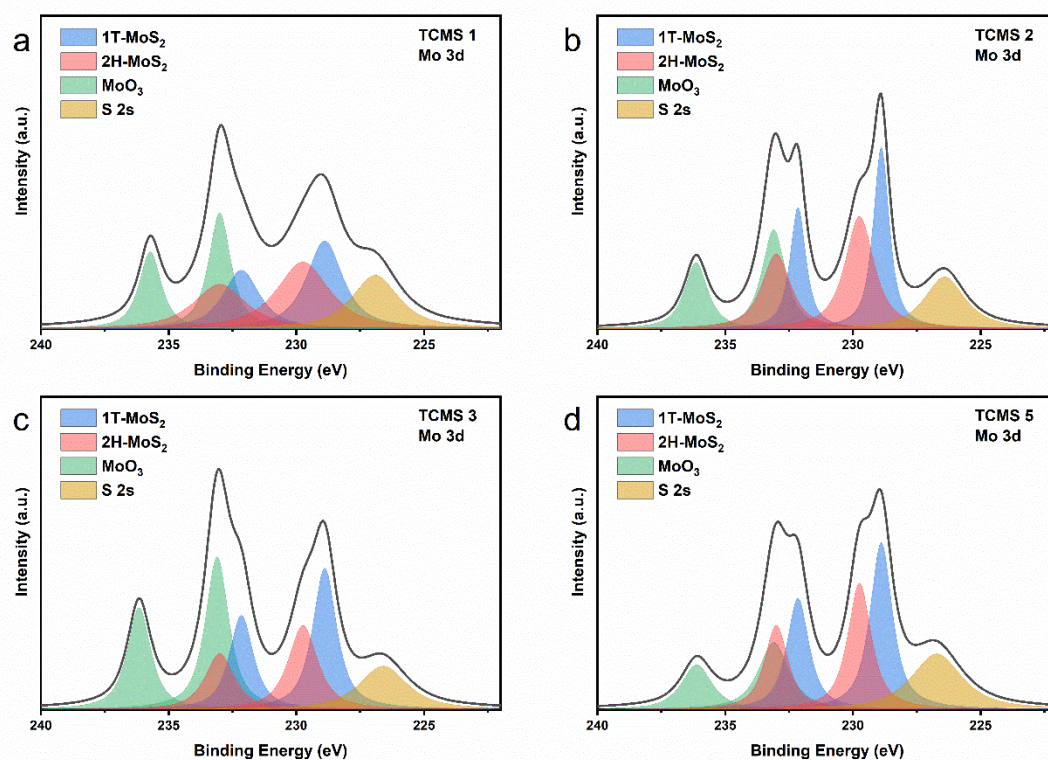 a
1T-MoS₂
2H-MoS₂
MoO₃
S 2s
TCMS 1
Mo 3d
Intensity (a.u.)
240 235 230 225
Binding Energy (eV)
b
1T-MoS₂
2H-MoS₂
MoO₃
S 2s
TCMS 2
Mo 3d
Intensity (a.u.)
240 235 230 225
Binding Energy (eV)
c
1T-MoS₂
2H-MoS₂
MoO₃
S 2s
TCMS 3
Mo 3d
Intensity (a.u.)
240 235 230 225
Binding Energy (eV)
d
1T-MoS₂
2H-MoS₂
MoO₃
S 2s
TCMS 5
Mo 3d
Intensity (a.u.)
240 235 230 225
Binding Energy (eV)